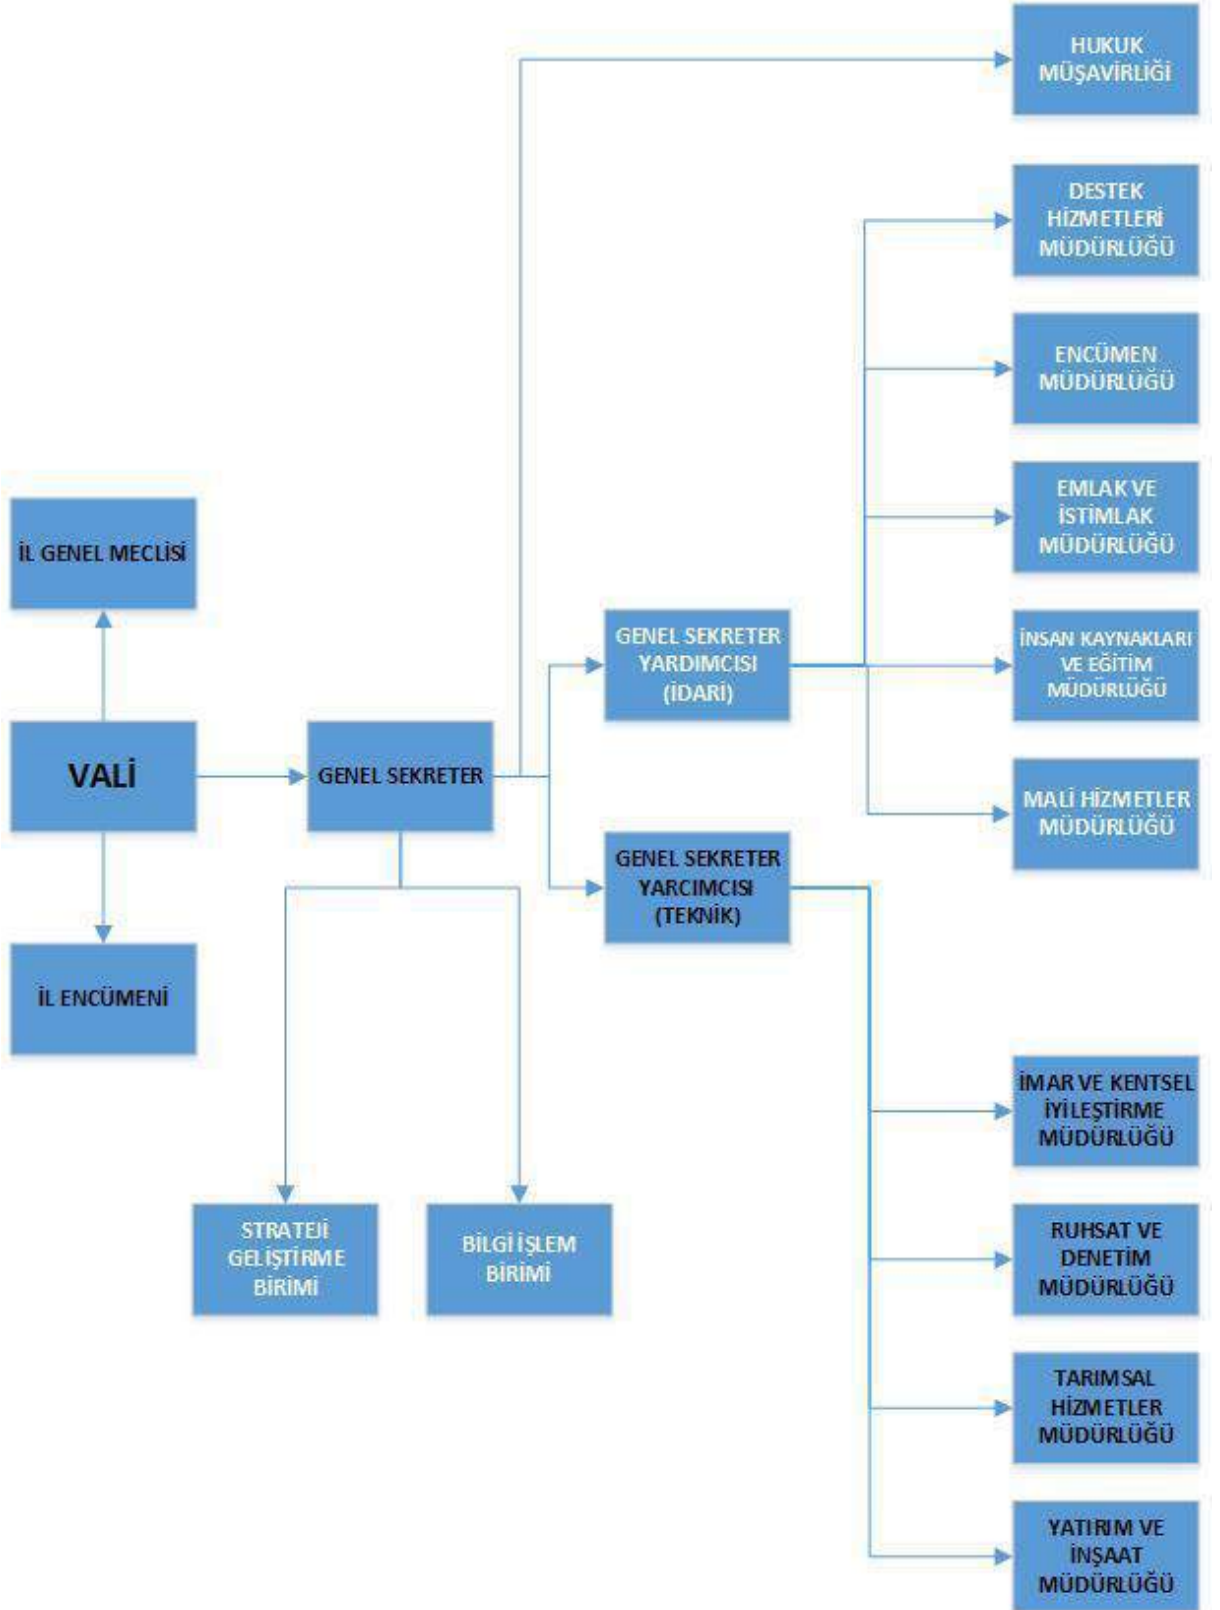 HUKUK
MÜŞAVİRLİĞİ
DESTEK
HİZMETLERİ
MÜDÜRLÜĞÜ
ENCÜMEN
MÜDÜRLÜĞÜ
EMLAK VE
İSTİMLAK
MÜDÜRLÜĞÜ
İL GENEL MECLİSİ
GENEL SEKRETER
YARDIMCISI
(İDARİ)
İNSAN KAYNAKLARI
VE EĞİTİM
MÜDÜRLÜĞÜ
VALİ
GENEL SEKRETER
MALİ HİZMETLER
MÜDÜRLÜĞÜ
GENEL SEKRETER
YARCIMCISI
(TEKNİK)
İL ENCÜMENİ
İMAR VE KENTSEL
İYİLEŞTİRME
MÜDÜRLÜĞÜ
STRATEJİ
GELİŞTİRME
BİRİMİ
BİLGİ İŞLEM
BİRİMİ
RUHSAT VE
DENETİM
MÜDÜRLÜĞÜ
TARIMSAL
HİZMETLER
MÜDÜRLÜĞÜ
YATIRIM VE
İNŞAAT
MÜDÜRLÜĞÜ